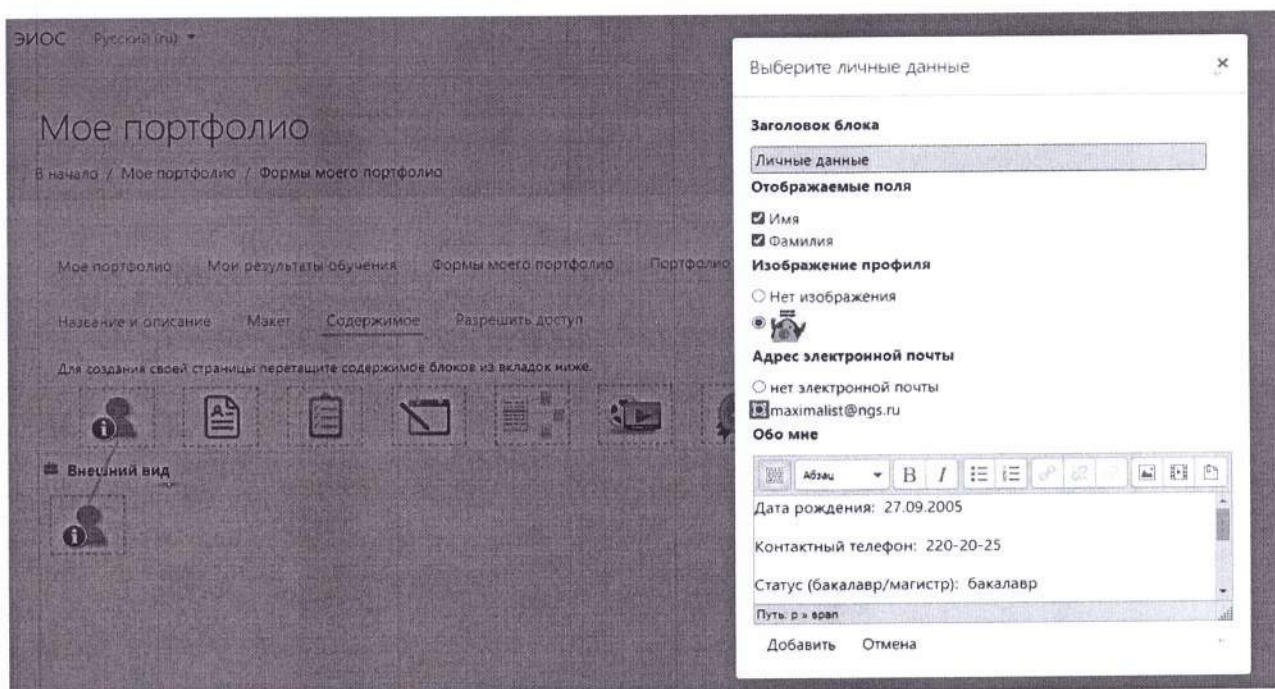 ЭИОС Русский (ru)
Мое портфолио
В начало / Мое портфолио / Формы моего портфолио
Мое портфолио Мои результаты обучения Формы моего портфолио Портфолио
Название и описание Макет Содержимое Разрешить доступ
Для создания своей страницы перетащите содержимое блоков из вкладок ниже.
Внешний вид
Выберите личные данные ×
Заголовок блока
Личные данные
Отображаемые поля
Имя
Фамилия
Изображение профиля
Нет изображения
Адрес электронной почты
нет электронной почты
maximalist@ngs.ru
Обо мне
Абзац B I
Дата рождения: 27.09.2005
Контактный телефон: 220-20-25
Статус (бакалавр/магистр): бакалавр
Путь: p » span
Добавить Отмена